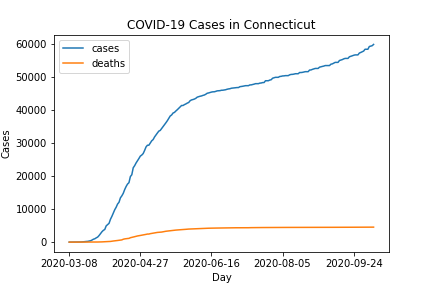 COVID-19 Cases in Connecticut
cases
deaths
60000
50000
40000
30000
20000
10000
0
Cases
2020-03-08 2020-04-27 2020-06-16 2020-08-05 2020-09-24
Day